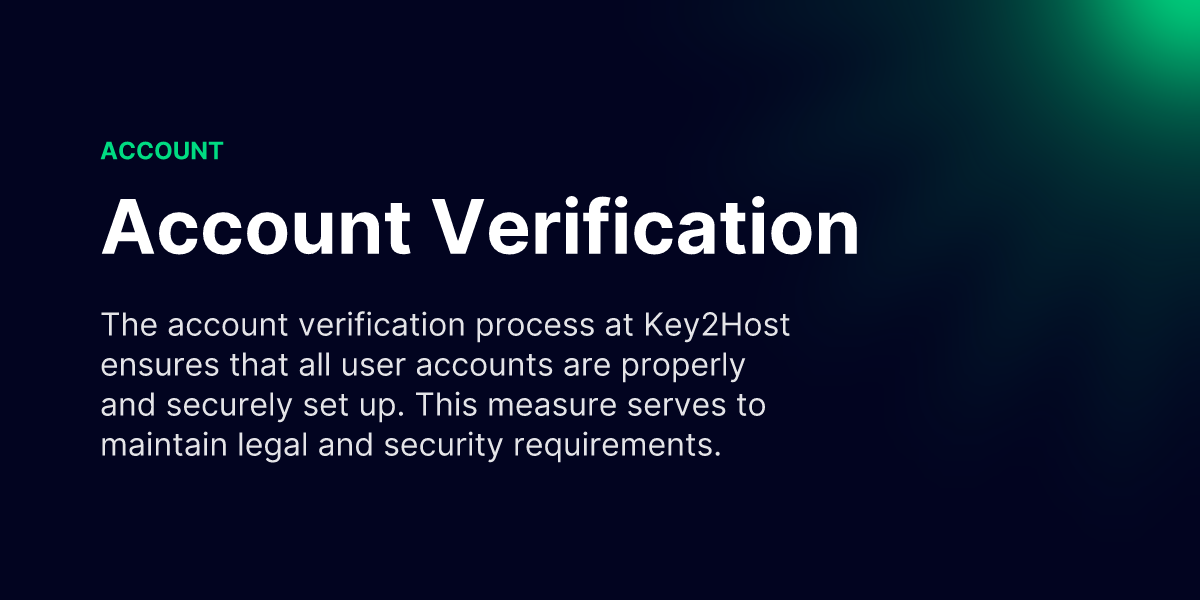 ACCOUNT
Account Verification
The account verification process at Key2Host
ensures that all user accounts are properly
and securely set up. This measure serves to
maintain legal and security requirements.